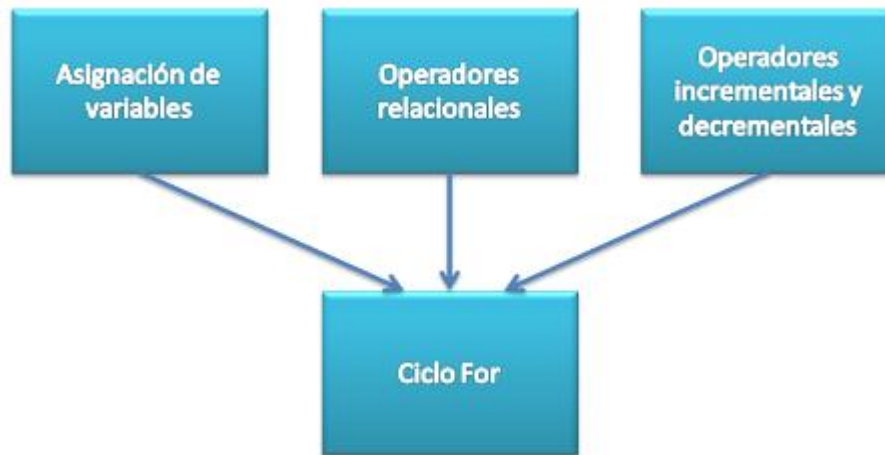 Asignación de
variables
Operadores
relacionales
Operadores
incrementales y
decrementales
Ciclo For